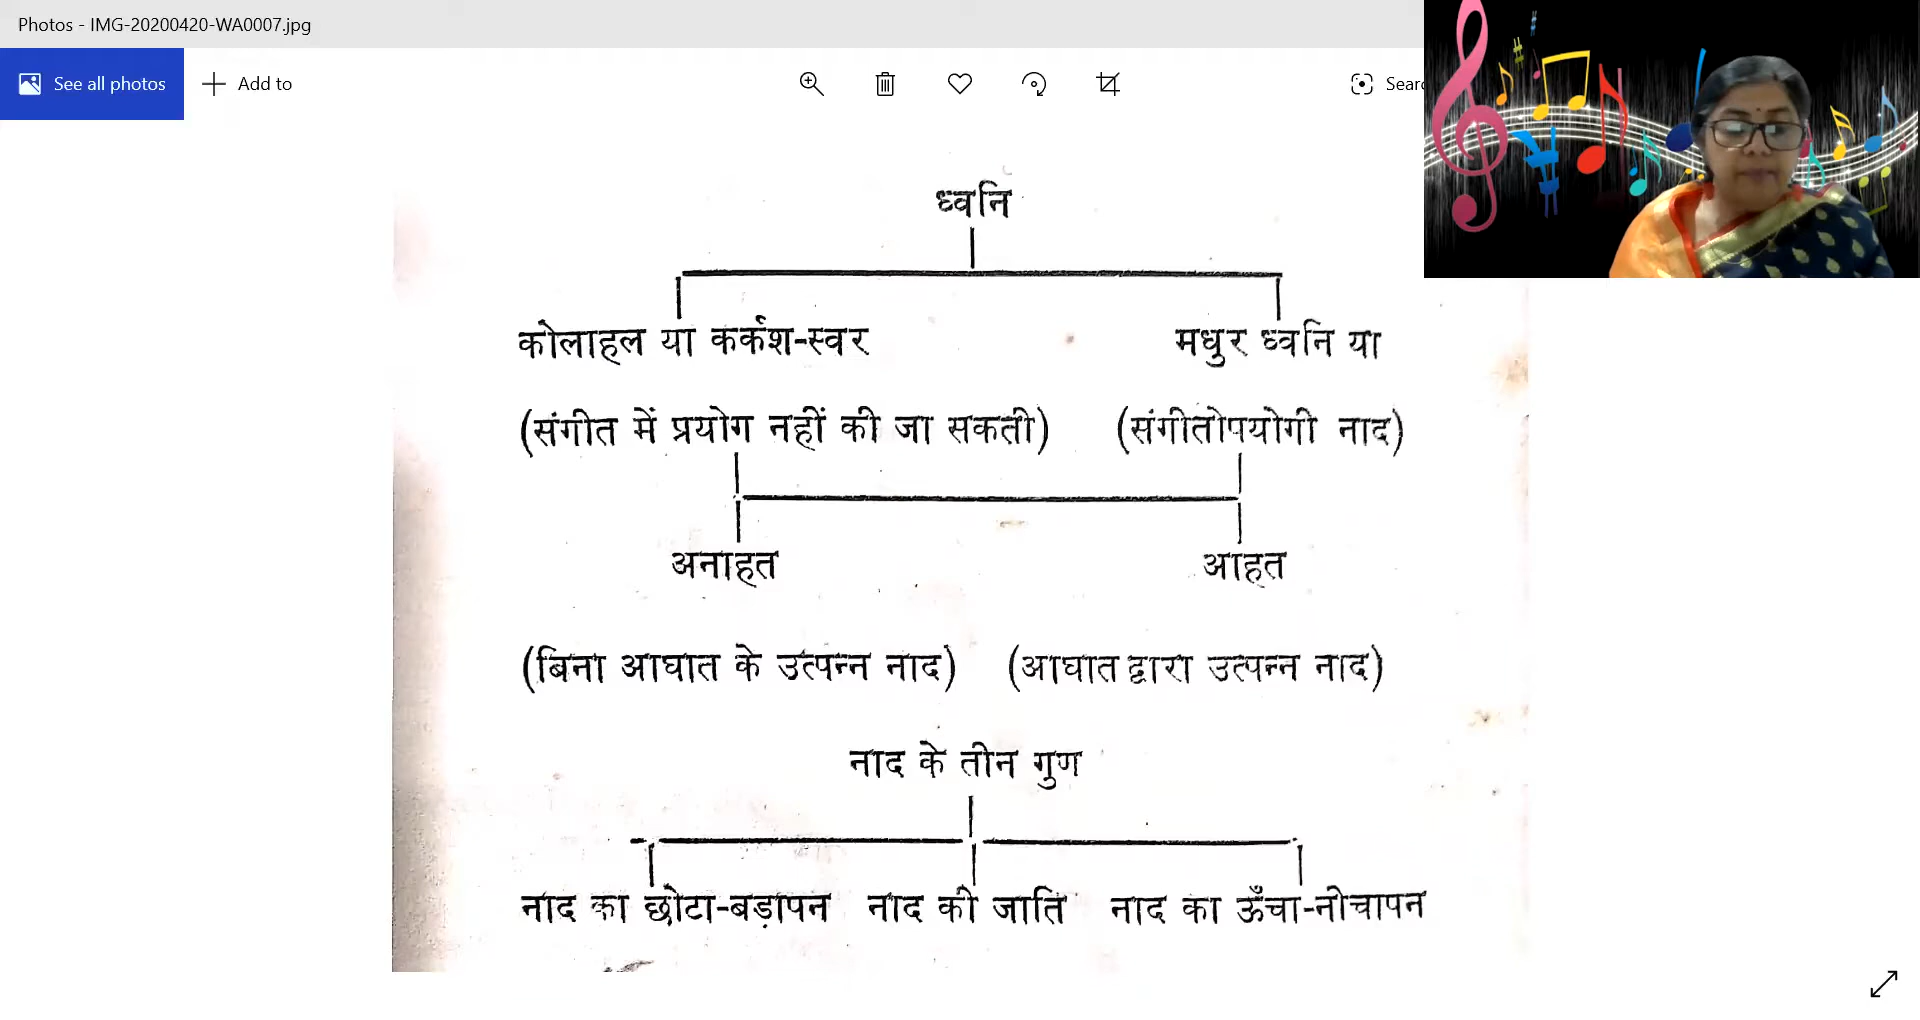 Photos - IMG-20200420-WA0007.jpg
See all photos Add to Searc
ध्वनि
कोलाहल या कर्कश-स्वर मधुर ध्वनि या
(संगीत में प्रयोग नहीं की जा सकती) (संगीतोपयोगी नाद)
अनाहत आहत
(बिना आघात के उत्पन्न नाद) (आघात द्वारा उत्पन्न नाद)
नाद के तीन गुण
नाद का छोटा-बड़ापन नाद की जाति नाद का ऊँचा-नीचापन